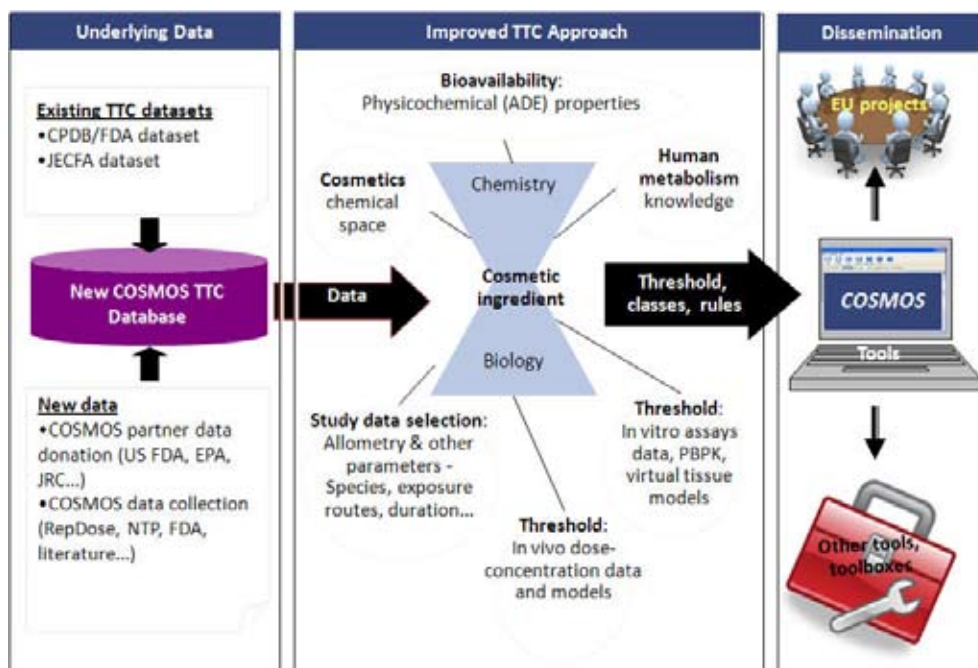 Underlying Data
Existing TTC datasets
•CPDB/FDA dataset
•JECFA dataset
New COSMOS TTC
Database
New data
•COSMOS partner data
donation (US FDA, EPA,
JRC...)
•COSMOS data collection
(RepDose, NTP, FDA,
literature...)
Data
Improved TTC Approach
Bioavailability:
Physicochemical (ADE) properties
Chemistry
Cosmetics
chemical
space
Human
metabolism
knowledge
Cosmetic
ingredient
Biology
Study data selection:
Allometry & other
parameters -
Species, exposure
routes, duration...
Threshold:
In vivo dose-
concentration data
and models
Threshold:
In vitro assays
data, PBPK,
virtual tissue
models
Threshold,
classes, rules
Dissemination
EU projects
COSMOS
Tools
Other tools,
toolboxes